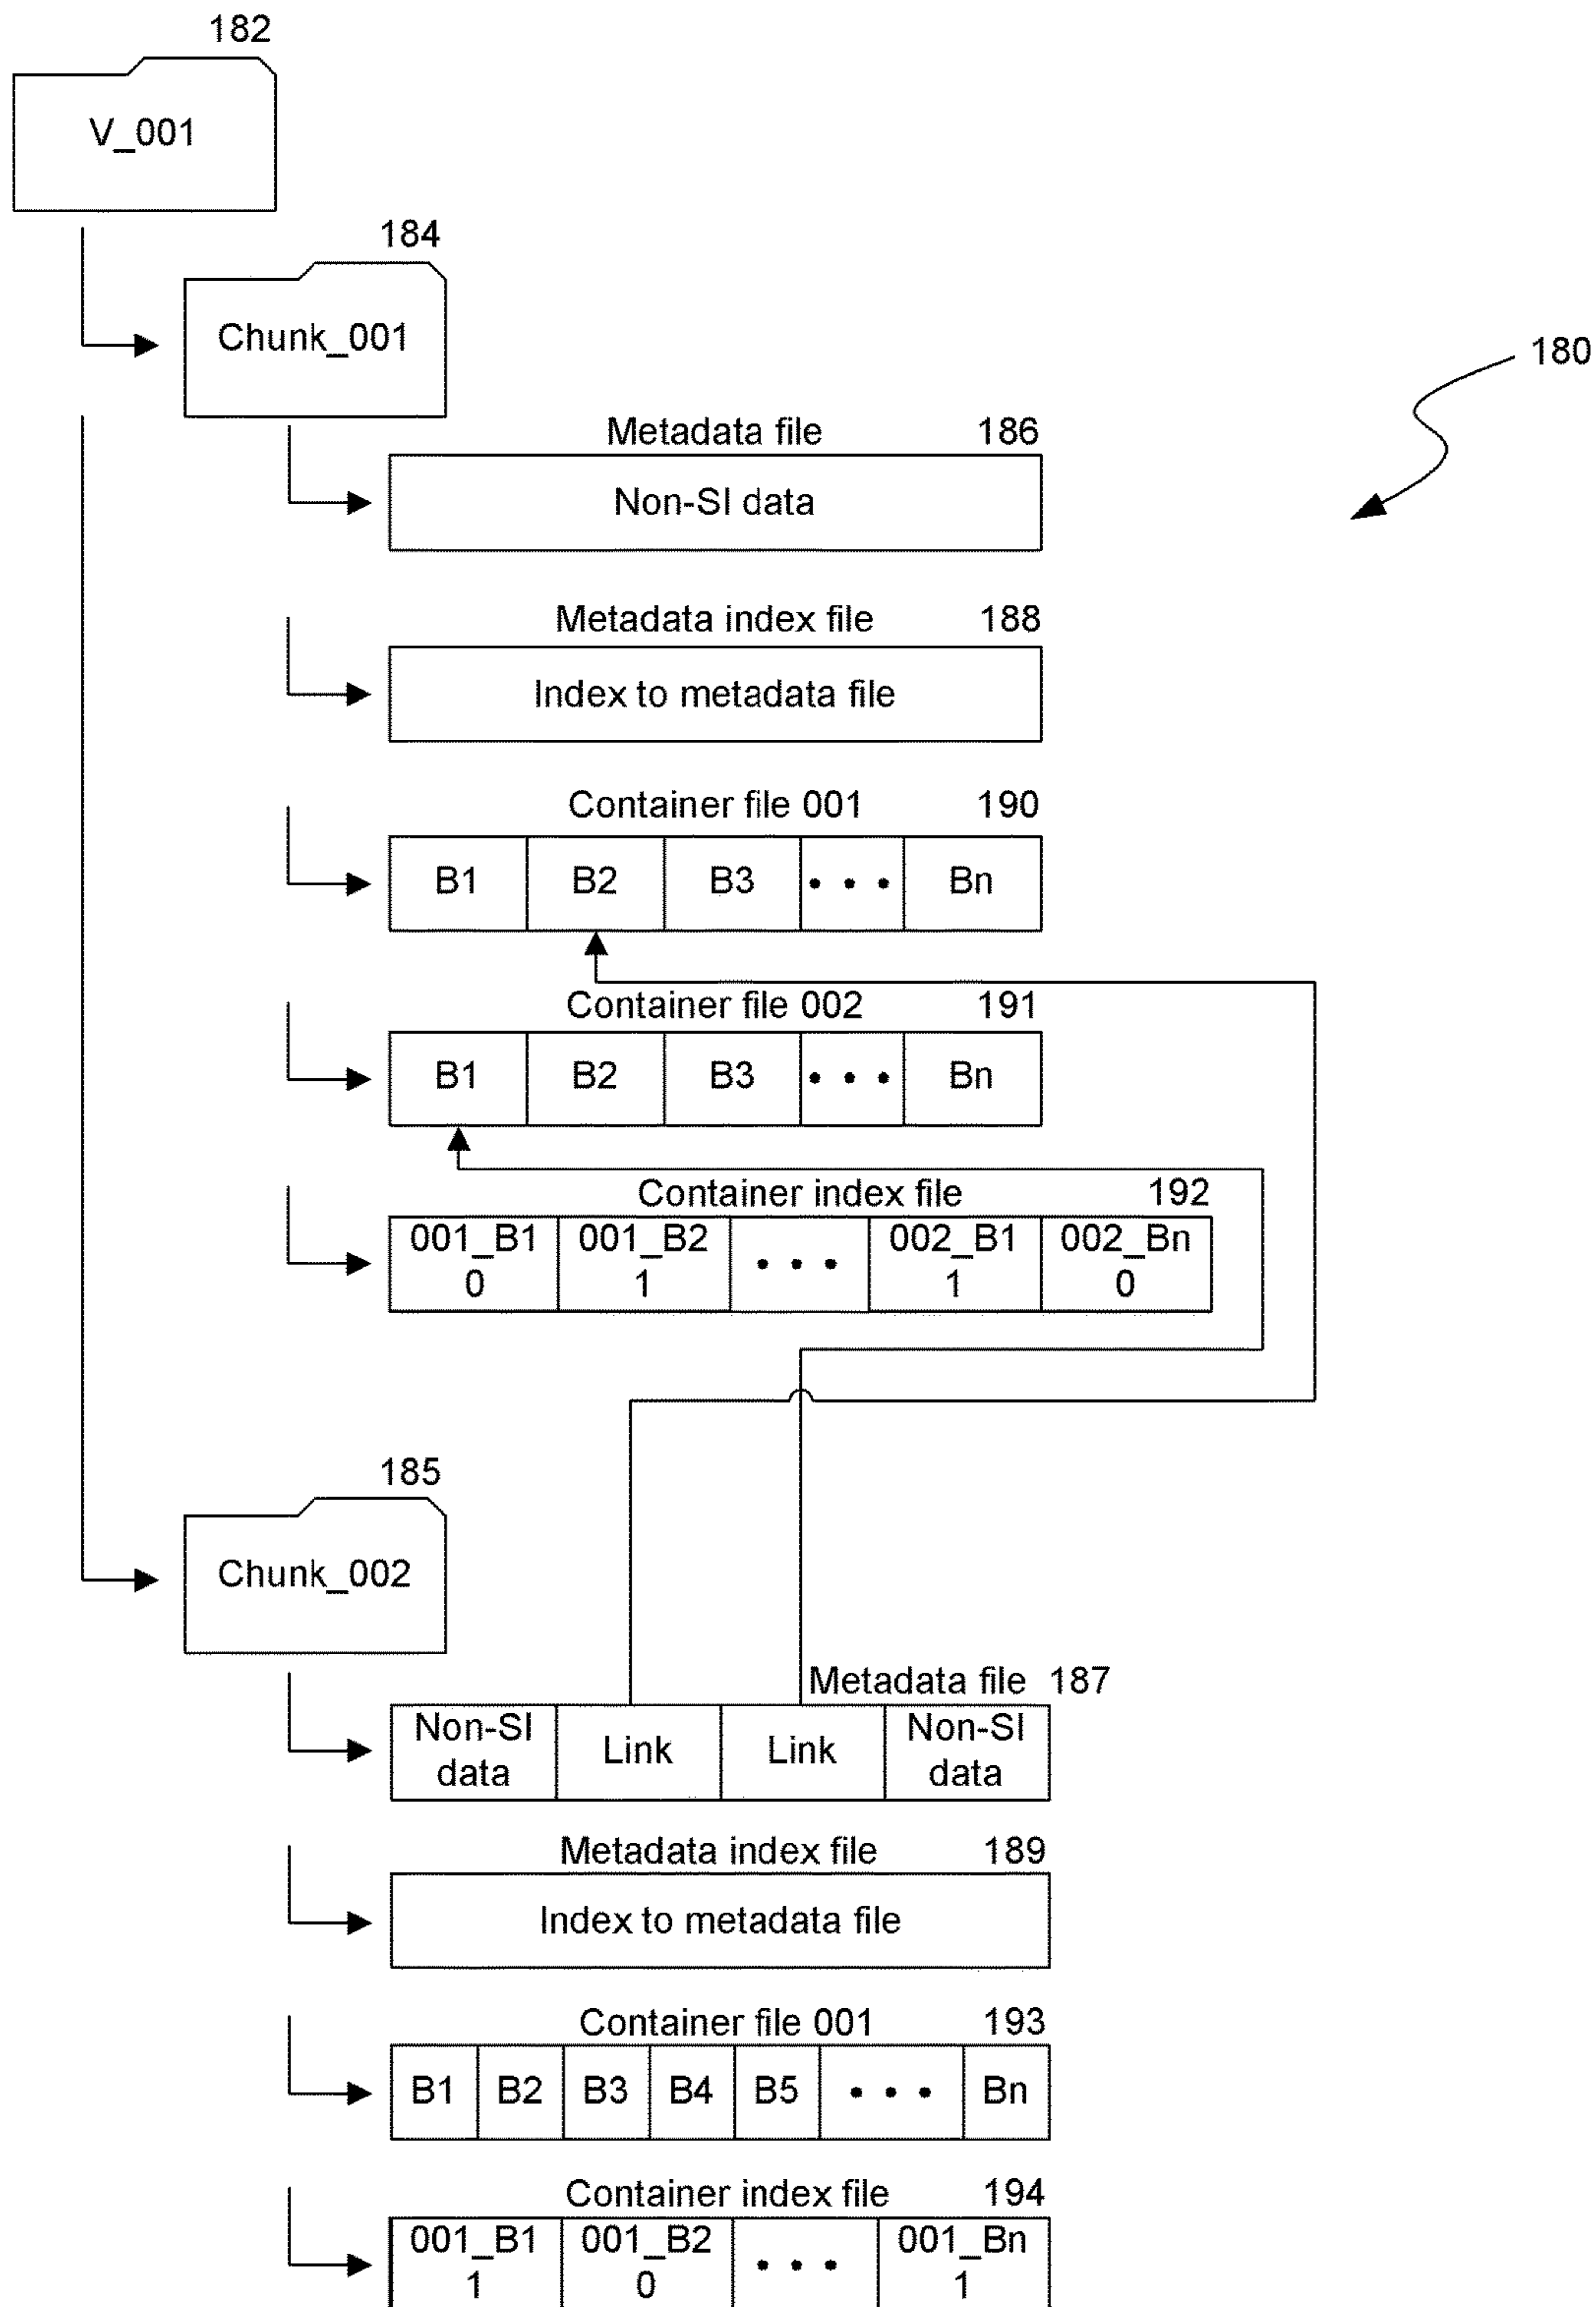 182
V_001
184
Chunk_001
180
Metadata file 186
Non-SI data
Metadata index file 188
Index to metadata file
Container file 001 190
B1 B2 B3 • • • Bn
Container file 002 191
B1 B2 B3 • • • Bn
Container index file 192
001_B1 001_B2 • • • 002_B1 002_Bn
0 1 1 0
185
Chunk_002
Metadata file 187
Non-SI data Link Link Non-SI data
Metadata index file 189
Index to metadata file
Container file 001 193
B1 B2 B3 B4 B5 • • • Bn
Container index file 194
001_B1 001_B2 • • • 001_Bn
1 0 1